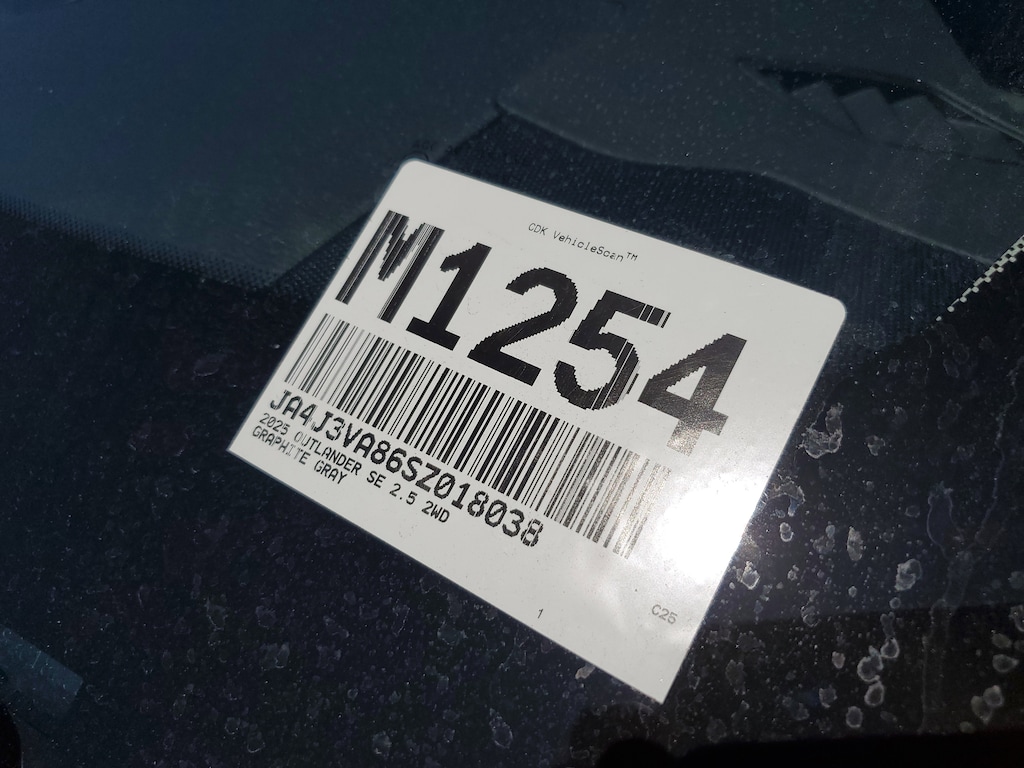 CDK VehicleScan™
M1254
JA4J3VA86SZ018038
2025 OUTLANDER SE 2.5 2WD
GRAPHITE GRAY
1
C25